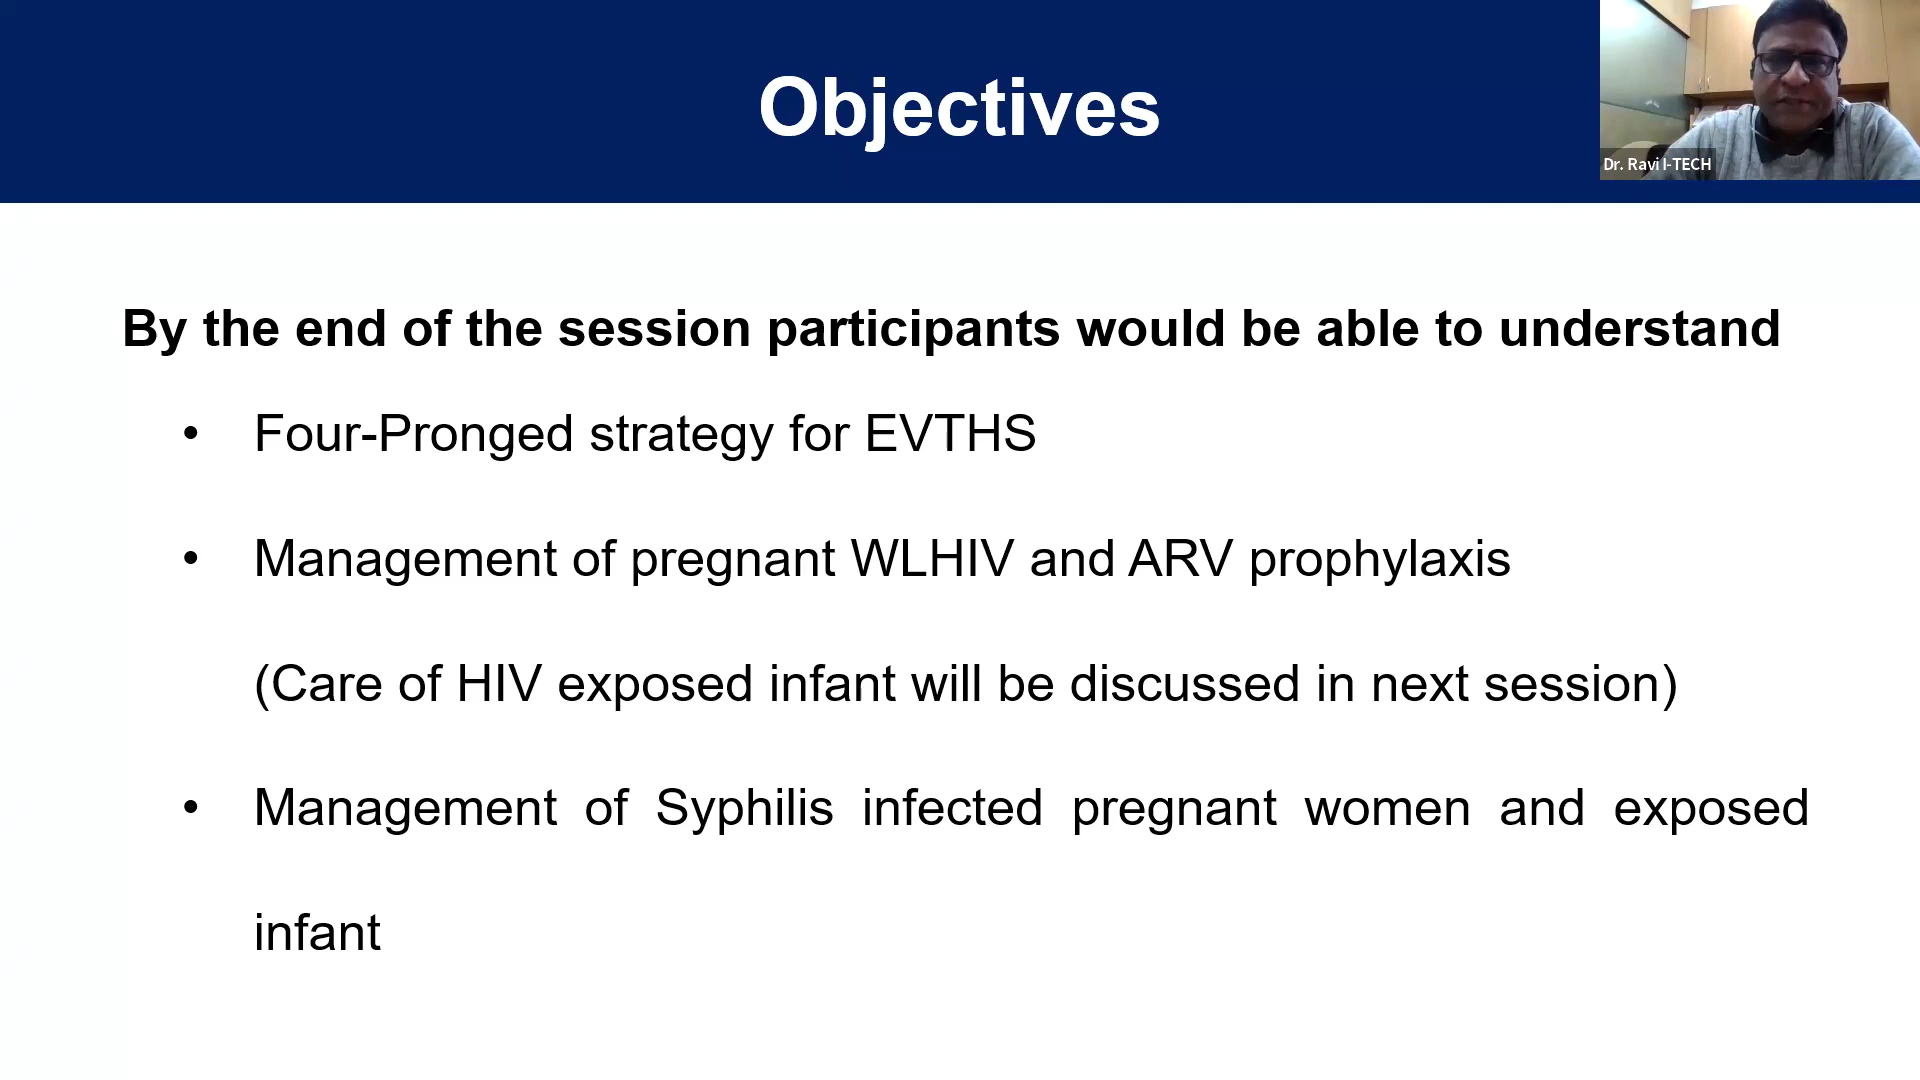 Objectives
Dr. Ravi I-TECH
By the end of the session participants would be able to understand
• Four-Pronged strategy for EVTHS
• Management of pregnant WLHIV and ARV prophylaxis
(Care of HIV exposed infant will be discussed in next session)
• Management of Syphilis infected pregnant women and exposed
infant